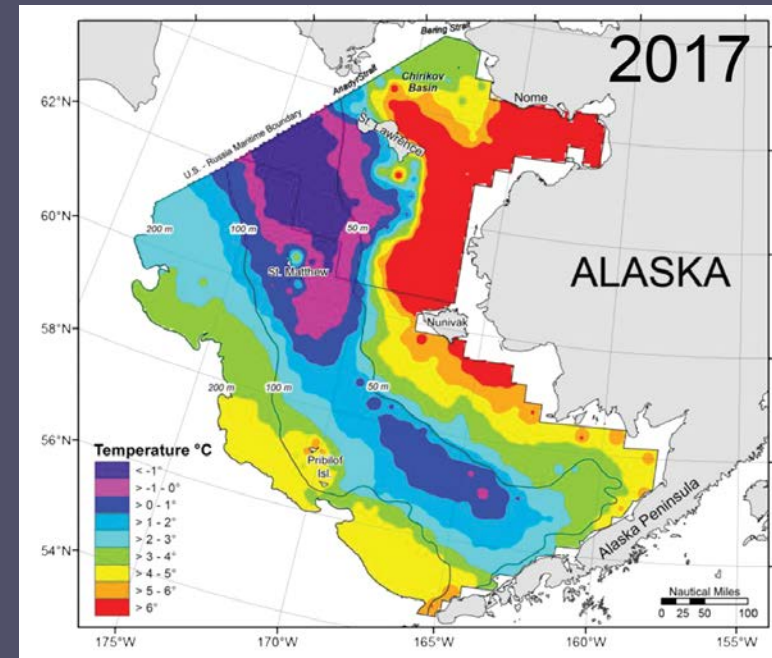 2017
Bering Strait
Anadyr Strait
Chirikov
Basin
Nome
St. Lawrence
U.S. - Russia Maritime Boundary
62°N
60°N
58°N
56°N
54°N
200 m
100 m
50 m
St. Matthew
ALASKA
Nunivak
200 m
100 m
50 m
Pribilof
Isl.
Alaska Peninsula
Temperature °C
< -1°
> -1 - 0°
> 0 - 1°
> 1 - 2°
> 2 - 3°
> 3 - 4°
> 4 - 5°
> 5 - 6°
> 6°
Nautical Miles
0 25 50 100
175°W
170°W
165°W
160°W
155°W